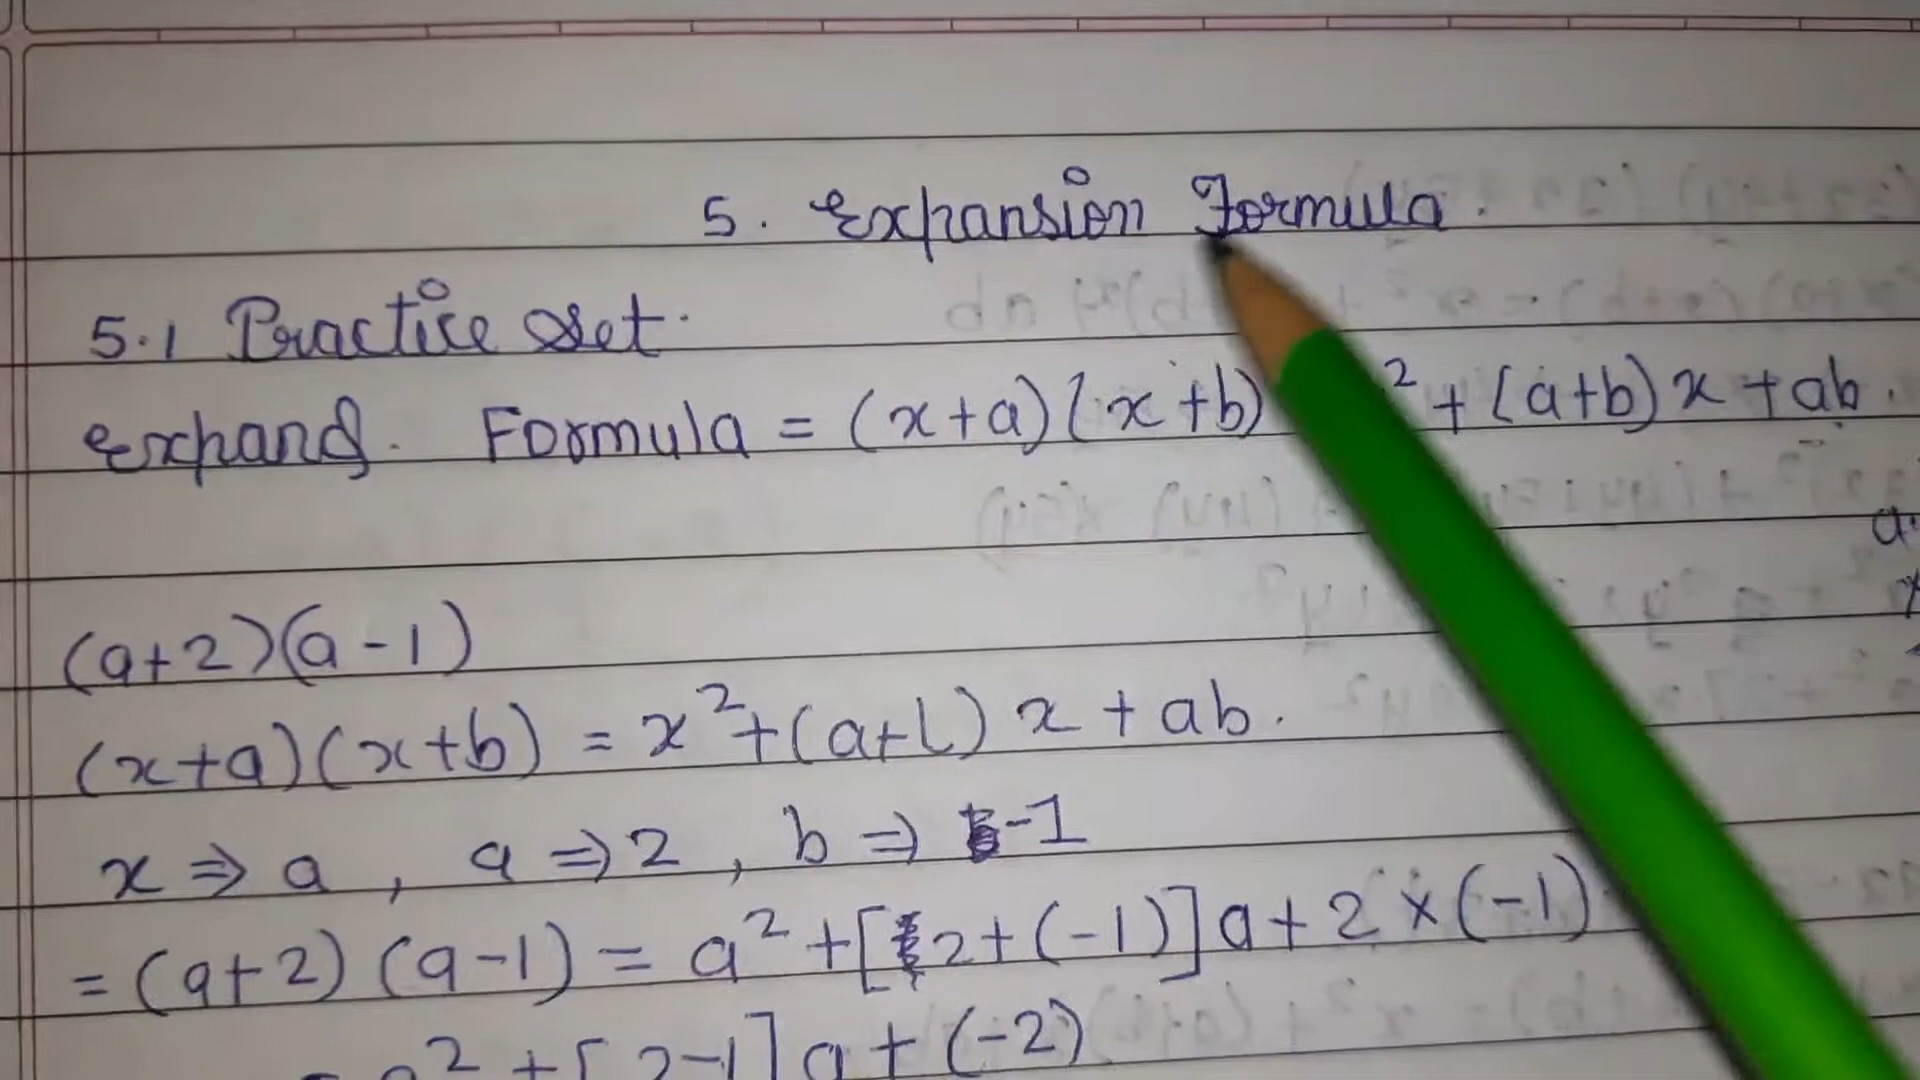 5. Expansion Formula.
5.1 Practice Set.
Expand. Formula = (x+a)(x+b) ² + (a+b)x + ab.
(a+2)(a-1)
(x+a)(x+b) = x² + (a+b) x + ab.
x ⇒ a , a ⇒ 2 , b ⇒ -1
= (a+2) (a-1) = a² + [2 + (-1)] a + 2 × (-1)
a² + [2-1] a + (-2)